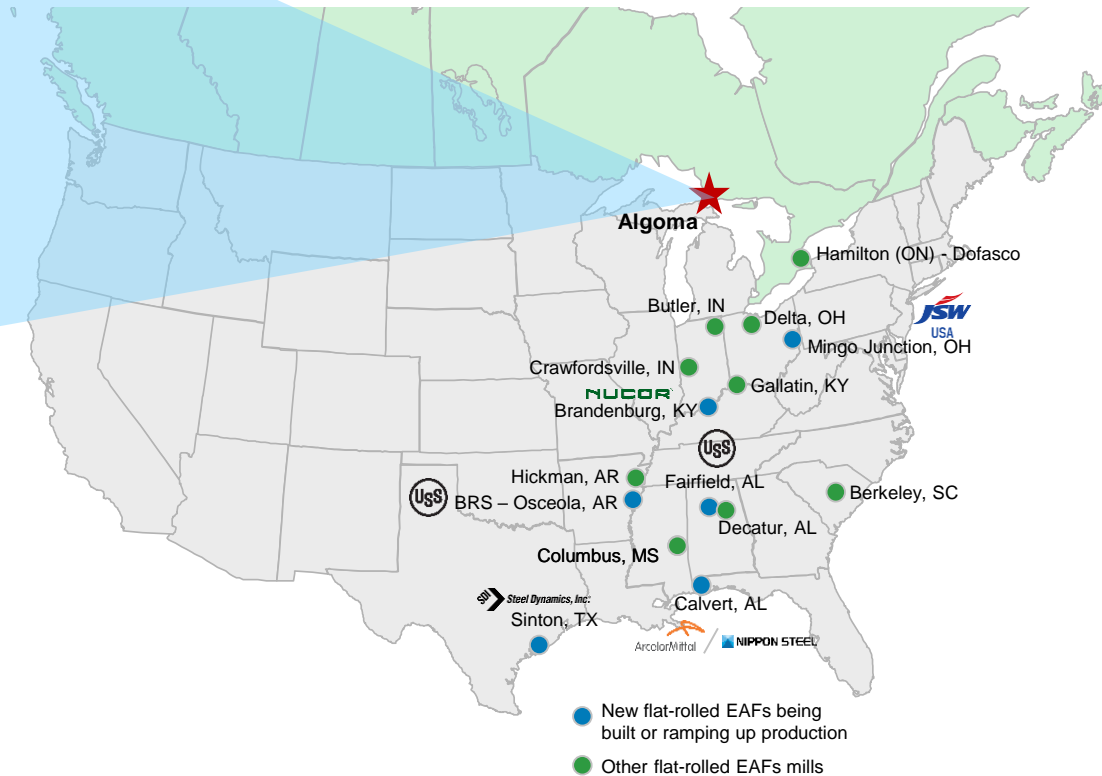 Algoma
Hamilton (ON) - Dofasco
Butler, IN
Delta, OH
JSW
USA
Mingo Junction, OH
Crawfordsville, IN
Gallatin, KY
NUCOR
Brandenburg, KY
USS
Hickman, AR
Fairfield, AL
USS
BRS – Osceola, AR
Berkeley, SC
Decatur, AL
Columbus, MS
SDI Steel Dynamics, Inc.
Calvert, AL
Sinton, TX
ArcelorMittal / NIPPON STEEL
New flat-rolled EAFs being
built or ramping up production
Other flat-rolled EAFs mills